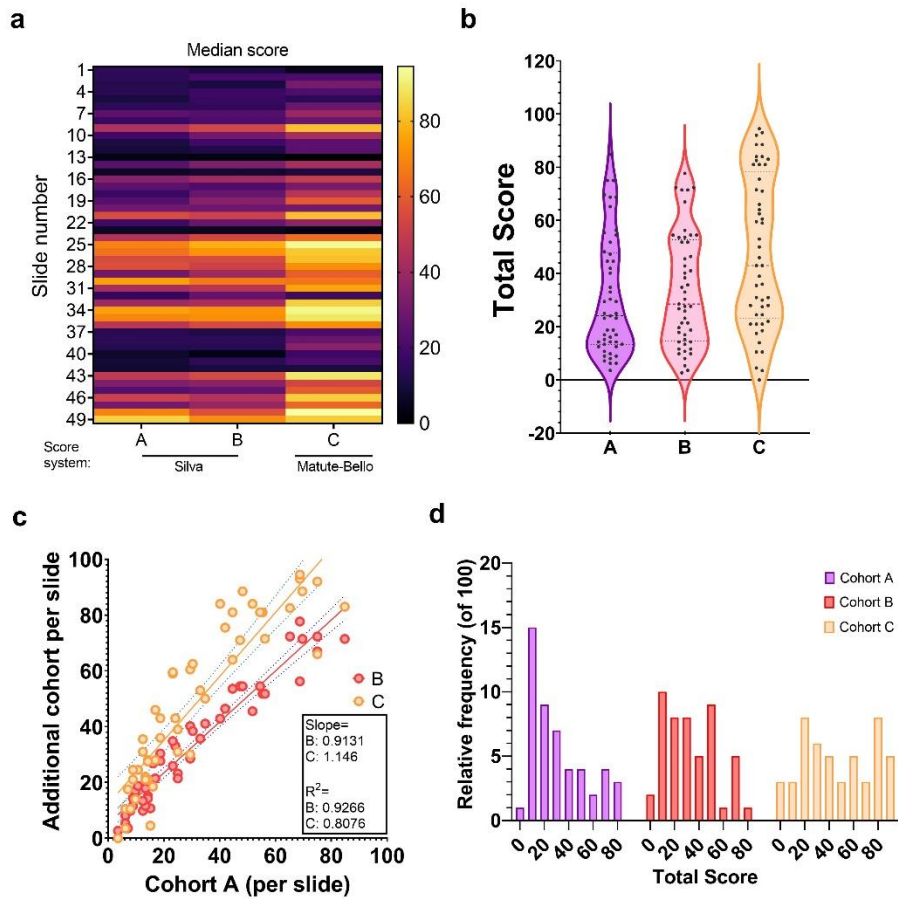 a
Median score
Slide number
1
4
7
10
13
16
19
22
25
28
31
34
37
40
43
46
49
80
60
40
20
0
A
B
C
Score system:
Silva
Matute-Bello
b
Total Score
120
100
80
60
40
20
0
-20
A
B
C
c
Additional cohort per slide
100
80
60
40
20
0
0
20
40
60
80
100
Cohort A (per slide)
B
C
Slope=
B: 0.9131
C: 1.146
R²=
B: 0.9266
C: 0.8076
d
Relative frequency (of 100)
20
15
10
5
0
Cohort A
Cohort B
Cohort C
0
20
40
60
80
0
20
40
60
80
0
20
40
60
80
Total Score